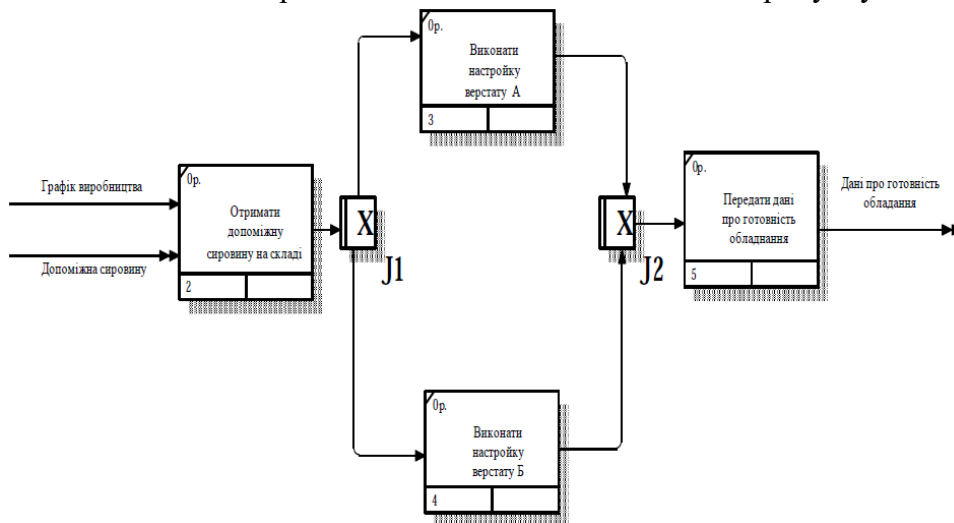 0р.
Виконати
настройку
верстату А
3
Графік виробництва
Допоміжна сировину
0р.
Отримати
допоміжну
сировину на складі
2
X
J1
X
J2
0р.
Передати дані
про готовність
обладнання
5
Дані про готовність
обладання
0р.
Виконати
настройку
верстату Б
4